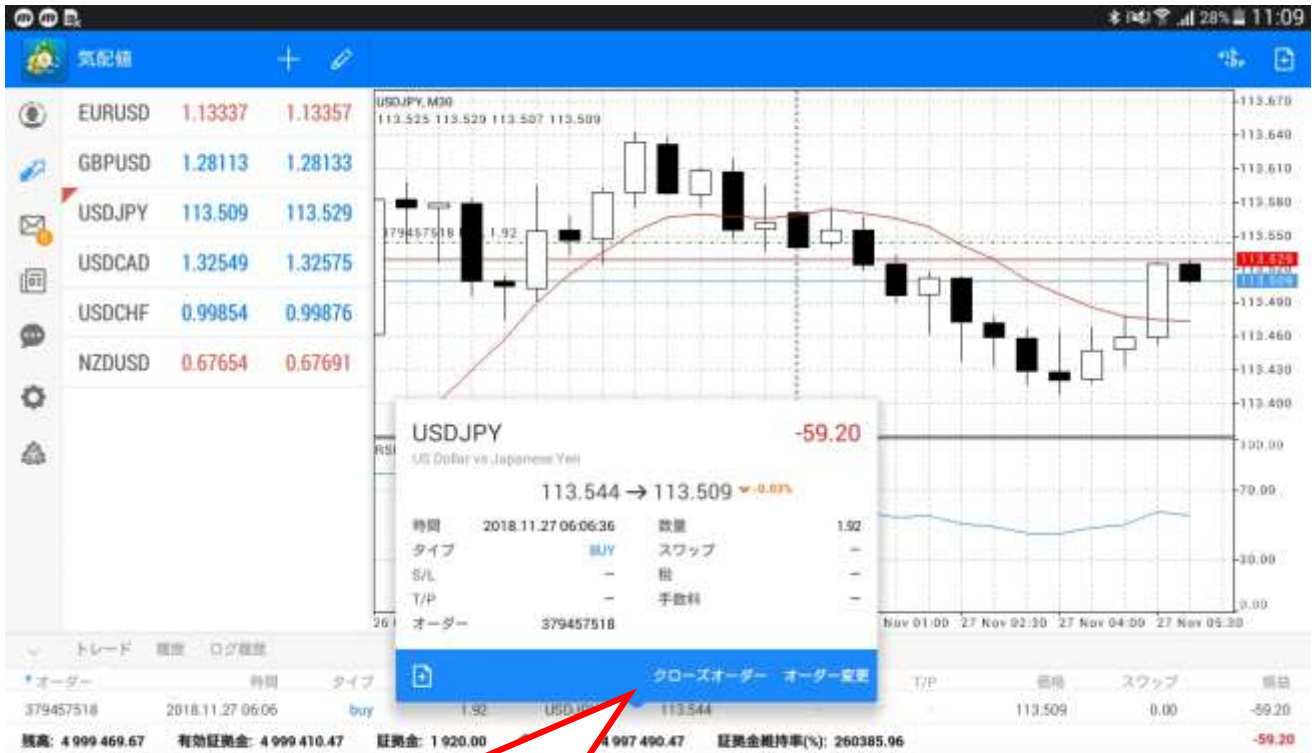 28% 11:09
気配値
EURUSD 1.13337 1.13357
GBPUSD 1.28113 1.28133
USDJPY 113.509 113.529
USDCAD 1.32549 1.32575
USDCHF 0.99854 0.99876
NZDUSD 0.67654 0.67691
USDJPY, M30
113.525 113.529 113.507 113.509
379457518 1.92
113.670
113.640
113.610
113.580
113.550
113.529
113.509
113.490
113.460
113.430
113.400
100.00
70.00
30.00
0.00
Nov 01:00 27 Nov 02:30 27 Nov 04:00 27 Nov 05:30
USDJPY -59.20
US Dollar vs Japanese Yen
113.544 → 113.509 -0.03%
時間 2018.11.27 06:06:36 数量 1.92
タイプ BUY スワップ –
S/L – 税 –
T/P – 手数料 –
オーダー 379457518
クローズオーダー オーダー変更
トレード 履歴 ログ履歴
オーダー 時間 タイプ T/P 価格 スワップ 損益
379457518 2018.11.27 06:06 buy 1.92 USDJPY 113.544 113.509 0.00 -59.20
残高: 4 999 469.67 有効証拠金: 4 999 410.47 証拠金: 1 920.00 4 997 490.47 証拠金維持率(%): 260385.96 -59.20